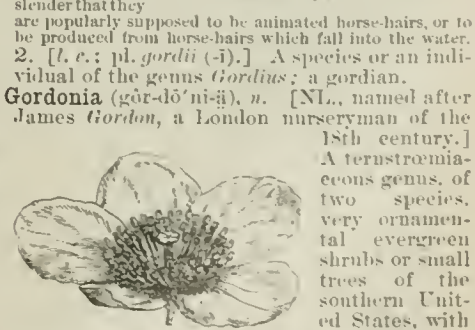 slender that they
are popularly supposed to be animated horse-hairs, or to
be produced from horse-hairs which fall into the water.
2. [l. c.; pl. gordii (-ī).] A species or an indi-
vidual of the genus Gordius; a gordian.
Gordonia (gôr-dō′ni-ä), n. [NL., named after
James Gordon, a London nurseryman of the
18th century.]
A ternstrœmia-
ceous genus, of
two species,
very ornamen-
tal evergreen
shrubs or small
trees of the
southern Unit-
ed States, with